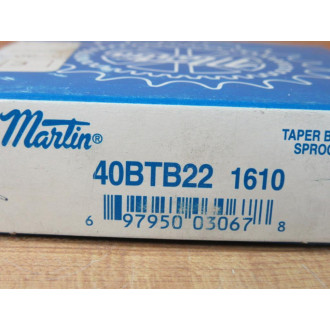 Martin®
TAPER B
SPROC
40BTB22 1610
6 97950 03067 8